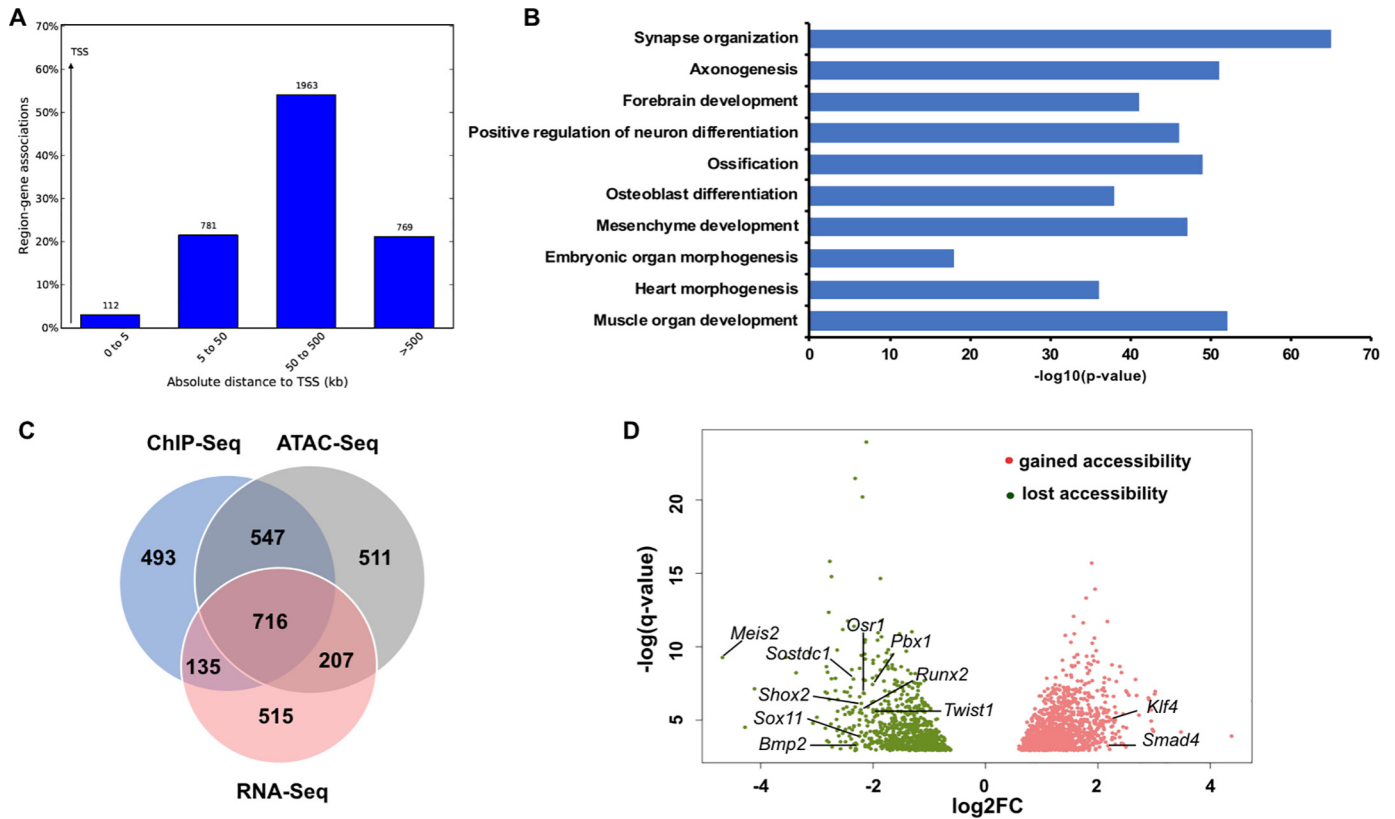 A
70%
60%
50%
40%
30%
20%
10%
0%
Region-gene associations
TSS
112
781
1963
769
0 to 5
5 to 50
50 to 500
>500
Absolute distance to TSS (kb)
B
Synapse organization
Axonogenesis
Forebrain development
Positive regulation of neuron differentiation
Ossification
Osteoblast differentiation
Mesenchyme development
Embryonic organ morphogenesis
Heart morphogenesis
Muscle organ development
0 10 20 30 40 50 60 70
-log10(p-value)
C
ChIP-Seq ATAC-Seq
493
547
511
716
135
207
515
RNA-Seq
D
gained accessibility
lost accessibility
-log(q-value)
20
15
10
5
Meis2
Osr1
Sostdc1
Pbx1
Shox2
Runx2
Sox11
Twist1
Bmp2
Klf4
Smad4
-4 -2 0 2 4
log2FC